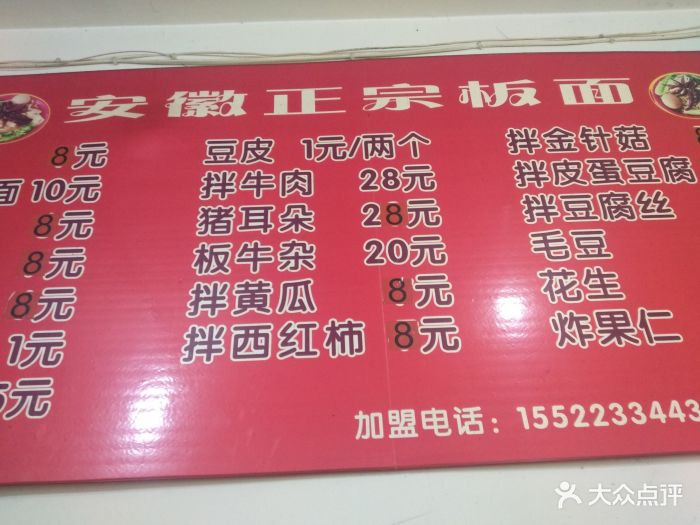 安徽正宗板面
8元 豆皮 1元/两个 拌金针菇
面 10元 拌牛肉 28元 拌皮蛋豆腐
8元 猪耳朵 28元 拌豆腐丝
8元 板牛杂 20元 毛豆
8元 拌黄瓜 8元 花生
1元 拌西红柿 8元 炸果仁
5元
加盟电话：1552233443
大众点评